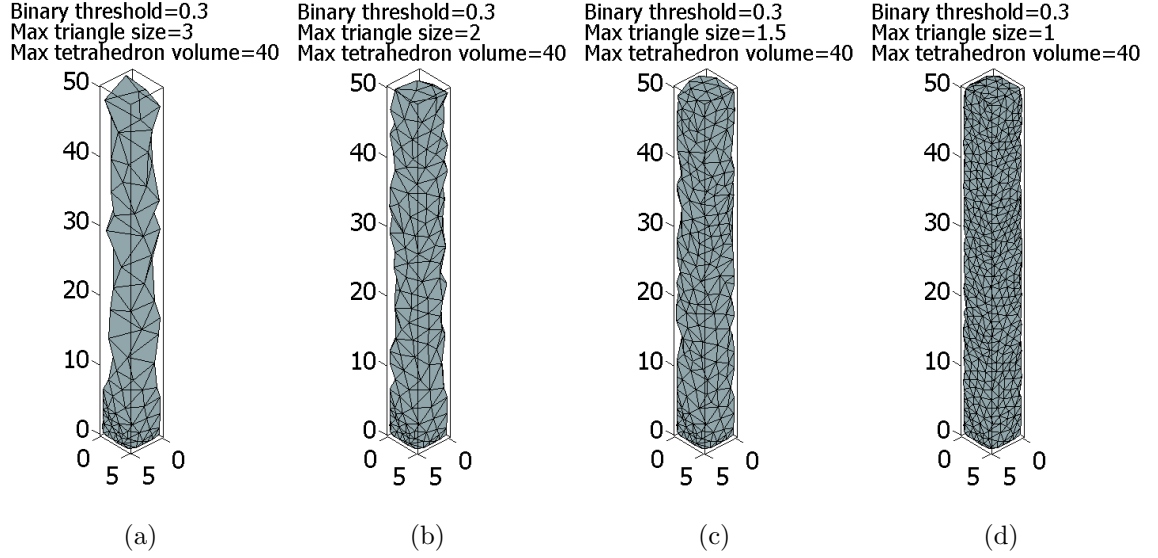 Binary threshold=0.3
Max triangle size=3
Max tetrahedron volume=40
50
40
30
20
10
0
0
5
5
0
(a)
Binary threshold=0.3
Max triangle size=2
Max tetrahedron volume=40
50
40
30
20
10
0
0
5
5
0
(b)
Binary threshold=0.3
Max triangle size=1.5
Max tetrahedron volume=40
50
40
30
20
10
0
0
5
5
0
(c)
Binary threshold=0.3
Max triangle size=1
Max tetrahedron volume=40
50
40
30
20
10
0
0
5
5
0
(d)